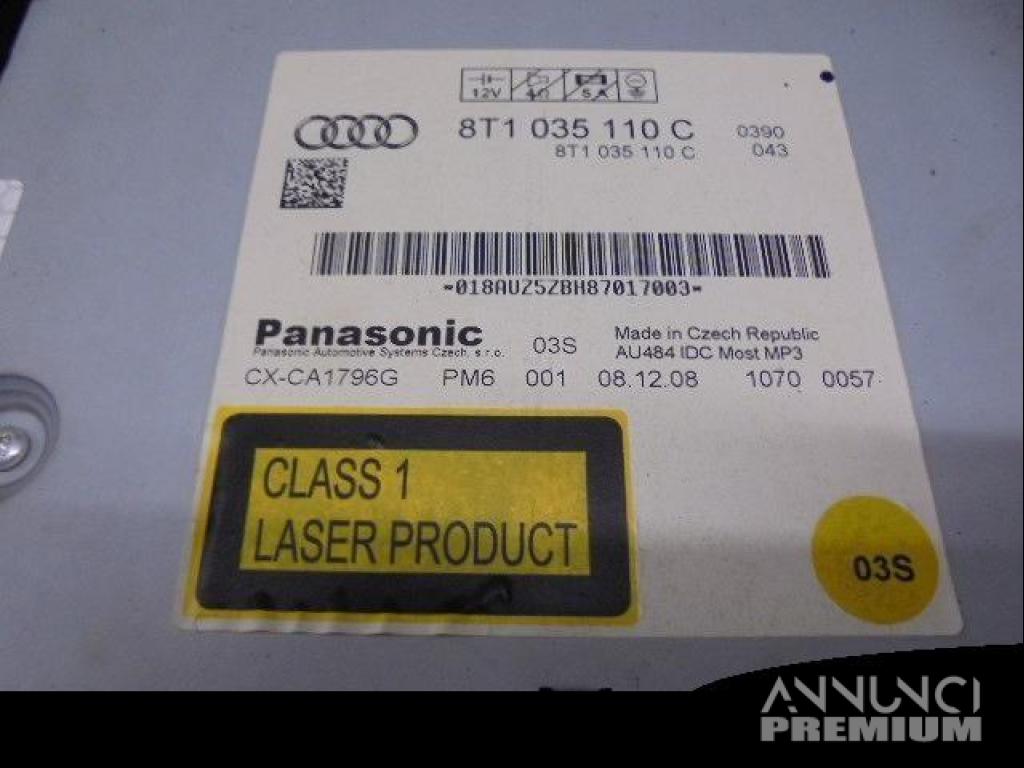 12V 4Ω 5A
8T1 035 110 C 0390
8T1 035 110 C 043
*018AUZ5ZBH87017003*
Panasonic
Panasonic Automotive Systems Czech, s.r.o.
03S
Made in Czech Republic
AU484 IDC Most MP3
CX-CA1796G PM6 001 08.12.08 1070 0057
CLASS 1
LASER PRODUCT
03S
ANNUNCI
PREMIUM